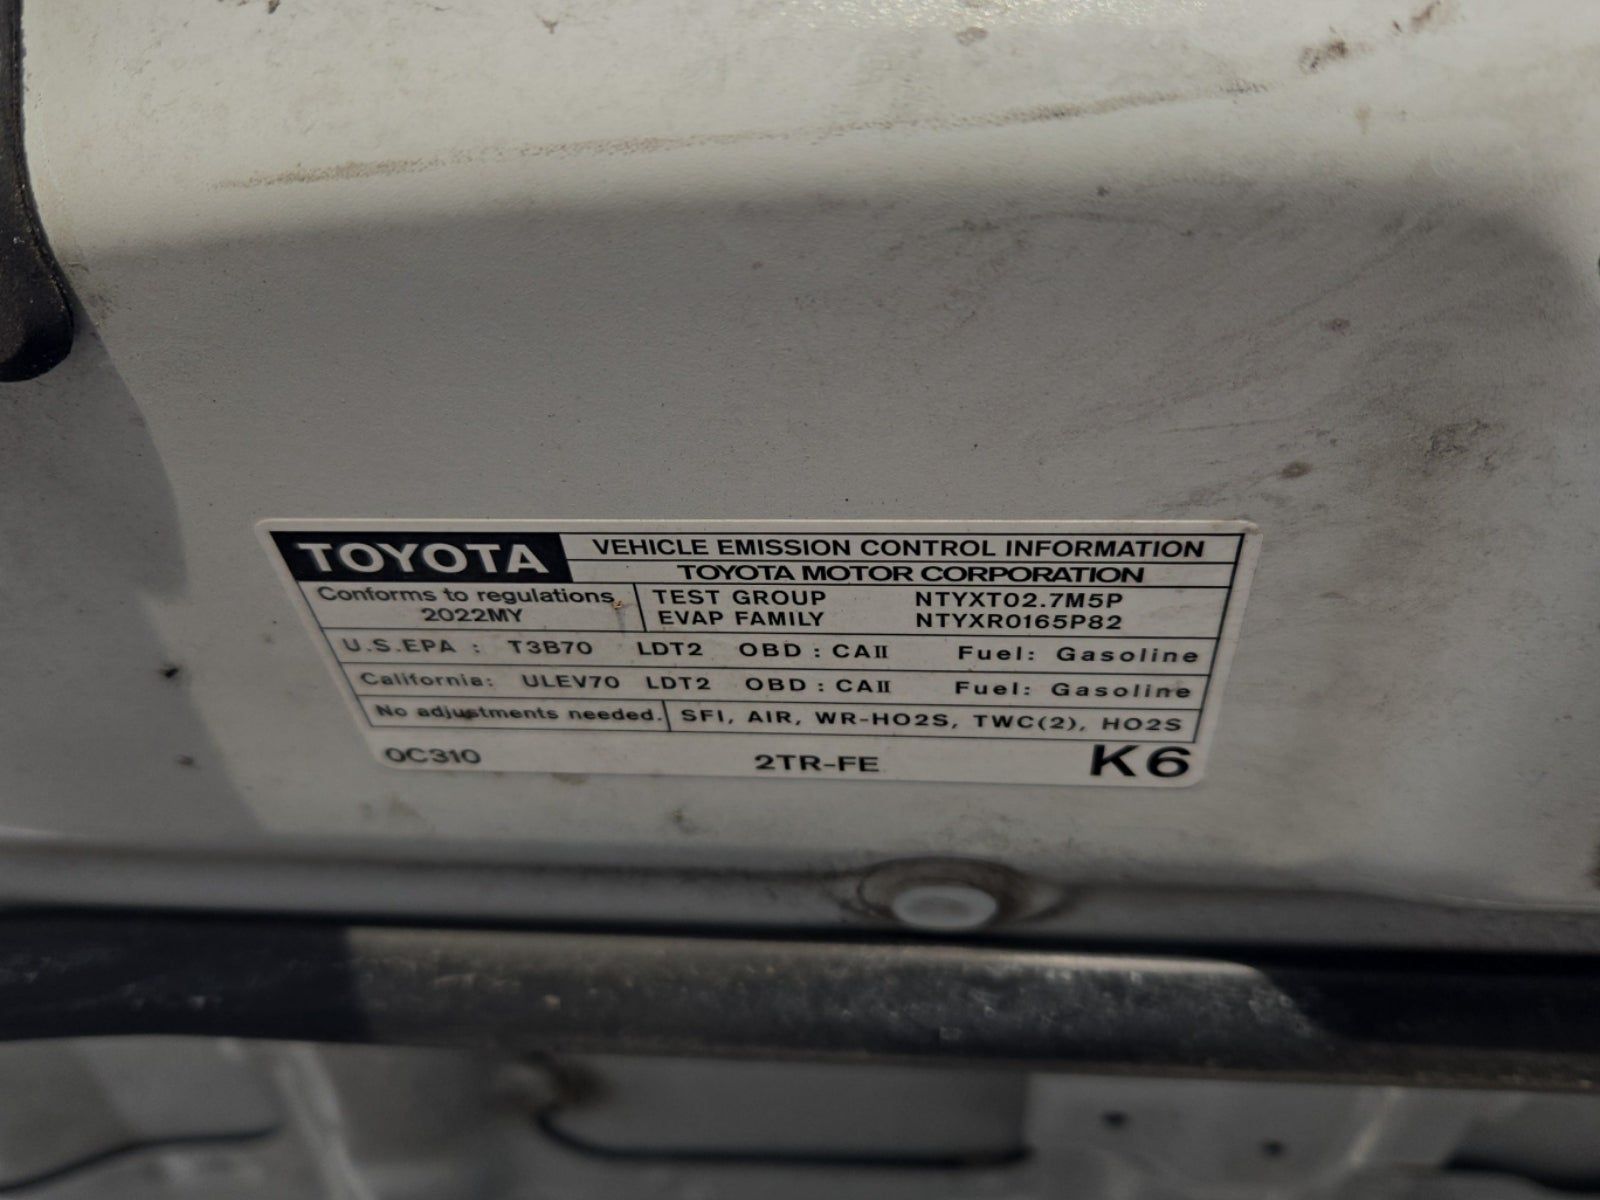 TOYOTA VEHICLE EMISSION CONTROL INFORMATION
TOYOTA MOTOR CORPORATION
Conforms to regulations
2022MY
TEST GROUP NTYXT02.7M5P
EVAP FAMILY NTYXR0165P82
U.S.EPA : T3B70 LDT2 OBD : CAII Fuel: Gasoline
California: ULEV70 LDT2 OBD : CAII Fuel: Gasoline
No adjustments needed. SFI, AIR, WR-HO2S, TWC(2), HO2S
0C310 2TR-FE K6